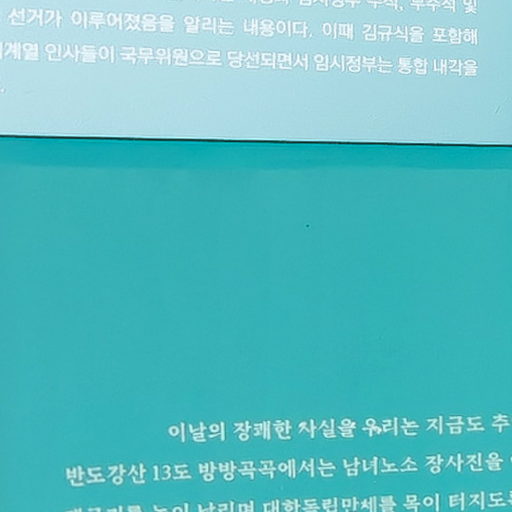 임시정부 주석, 부주석 및
선거가 이루어졌음을 알리는 내용이다. 이때 김규식을 포함해
계열 인사들이 국무위원으로 당선되면서 임시정부는 통합 내각을
이날의 장쾌한 사실을 우리는 지금도 추
반도강산 13도 방방곡곡에서는 남녀노소 장사진을
높이 날리며 대한독립만세를 목이 터지도록